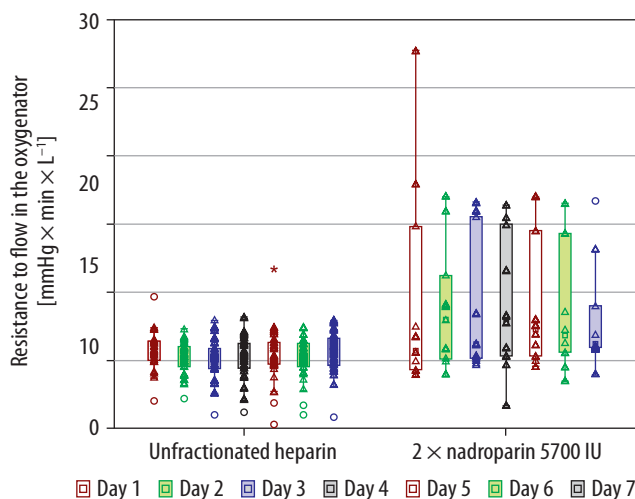 Resistance to flow in the oxygenator
[mmHg × min × L⁻¹]
30
20
15
10
0
Unfractionated heparin
2 × nadroparin 5700 IU
Day 1 Day 2 Day 3 Day 4 Day 5 Day 6 Day 7